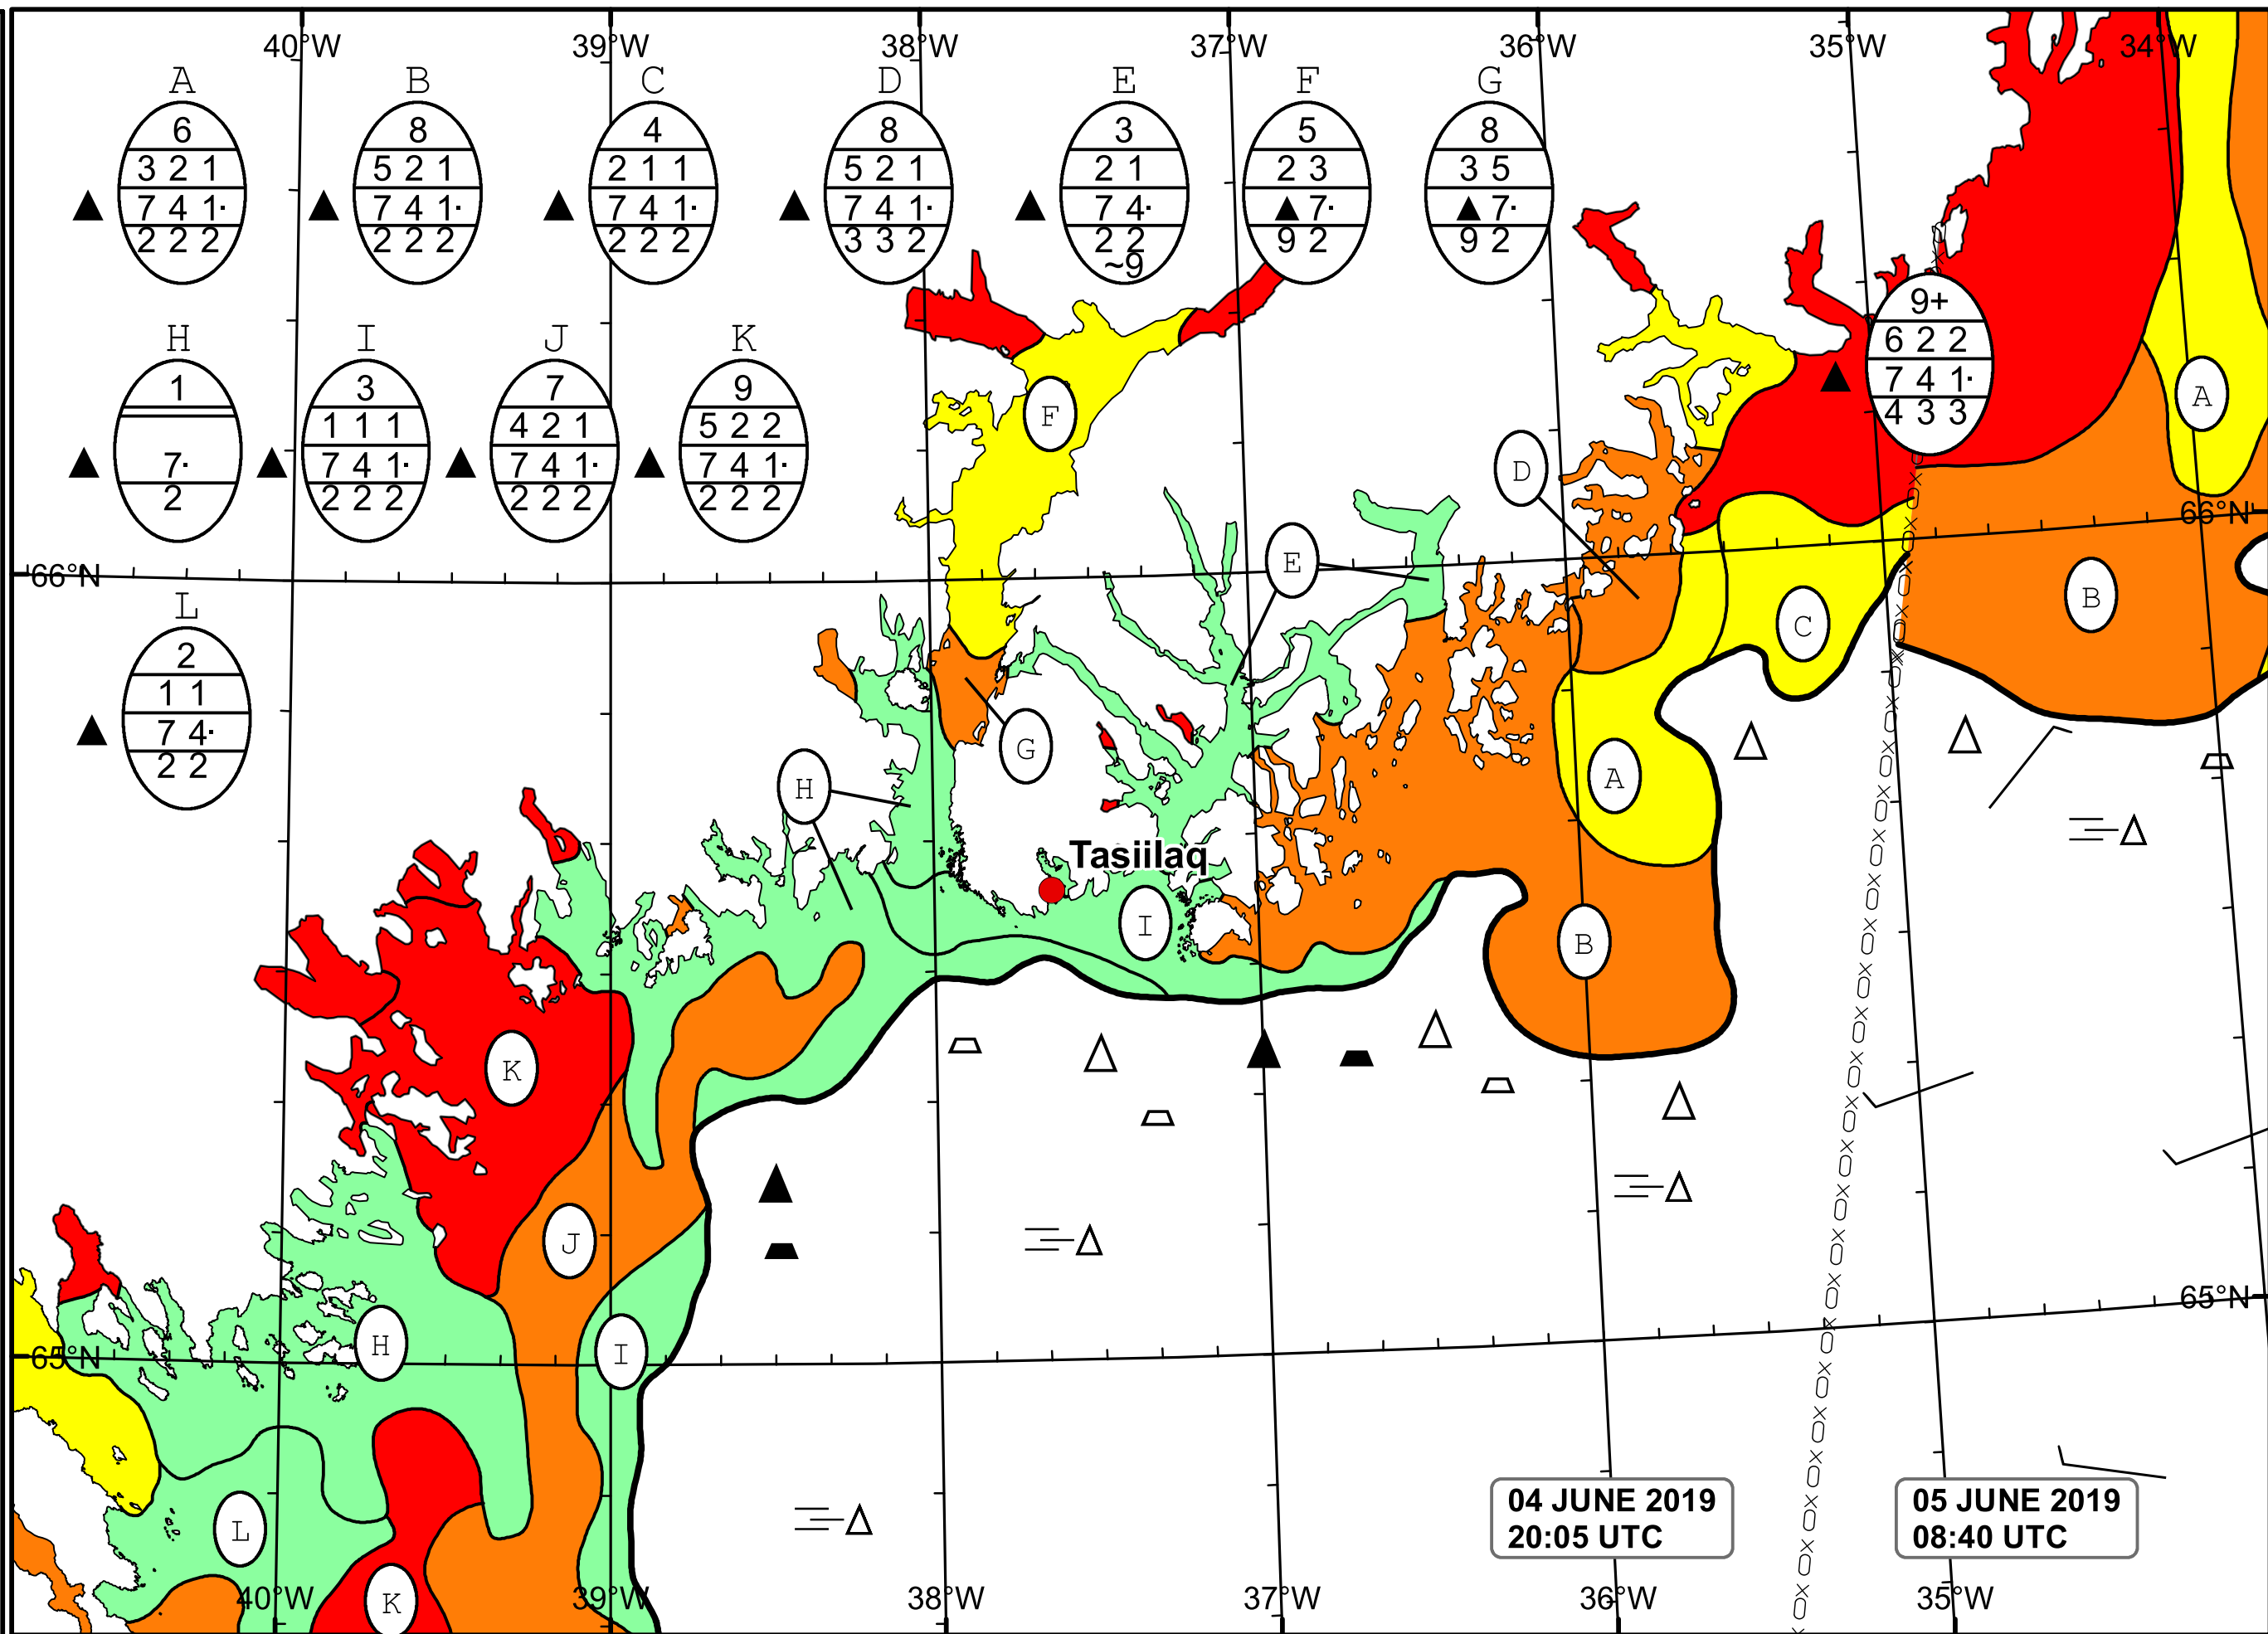 40°W 39°W 38°W 37°W 36°W 35°W 34°W
A B C D E F G
6 8 4 8 3 5 8
3 2 1 5 2 1 2 1 1 5 2 1 2 1 2 3 3 5
7 4 1· 7 4 1· 7 4 1· 7 4 1· 7 4· 7· 7·
2 2 2 2 2 2 2 2 2 3 3 2 2 2 9 2 9 2
~9
9+
6 2 2
7 4 1·
4 3 3
H I J K
1 3 7 9
1 1 1 4 2 1 5 2 2
7· 7 4 1· 7 4 1· 7 4 1·
2 2 2 2 2 2 2 2 2 2
A
F
D
66°N
E
66°N
B
C
L
2
1 1
7 4·
2 2
G
A
H
Tasiilaq
I
B
K
J
65°N
H
I
65°N
L
K
04 JUNE 2019
20:05 UTC
05 JUNE 2019
08:40 UTC
40°W 39°W 38°W 37°W 36°W 35°W